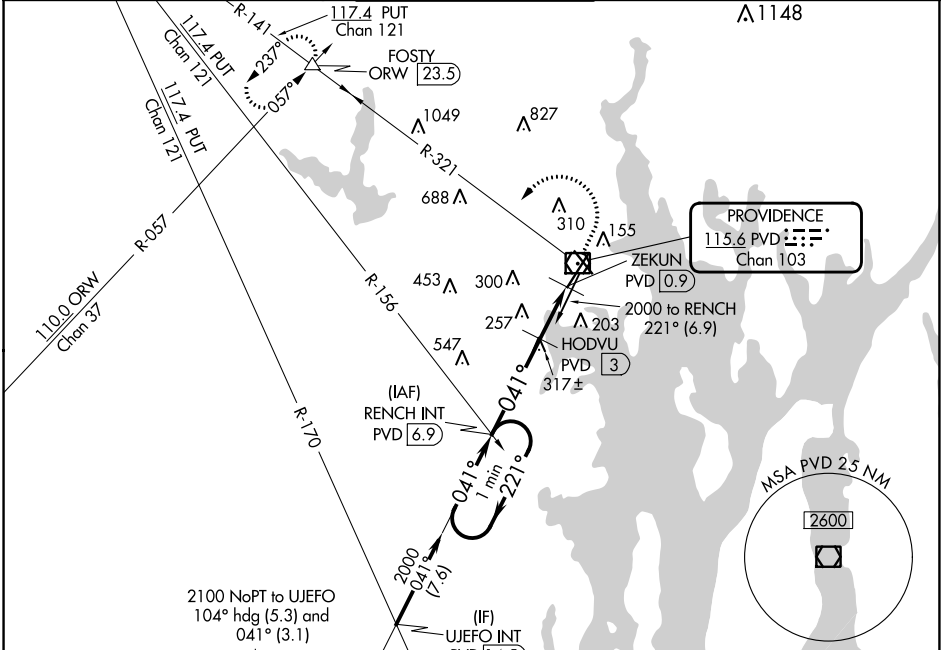 R-141
117.4 PUT
Chan 121
1148
117.4 PUT
Chan 121
237°
057°
FOSTY
ORW 23.5
117.4 PUT
Chan 121
1049
827
R-321
688
310
155
PROVIDENCE
115.6 PVD
Chan 103
R-057
ZEKUN
PVD 0.9
110.0 ORW
Chan 37
R-156
453
300
2000 to RENCH
221° (6.9)
257
203
HODVU
PVD 3
547
317±
041°
(IAF)
RENCH INT
PVD 6.9
R-170
041°
1 min
221°
MSA PVD 25 NM
2600
2000
041°
(7.6)
2100 NoPT to UJEFO
104° hdg (5.3) and
041° (3.1)
(IF)
UJEFO INT